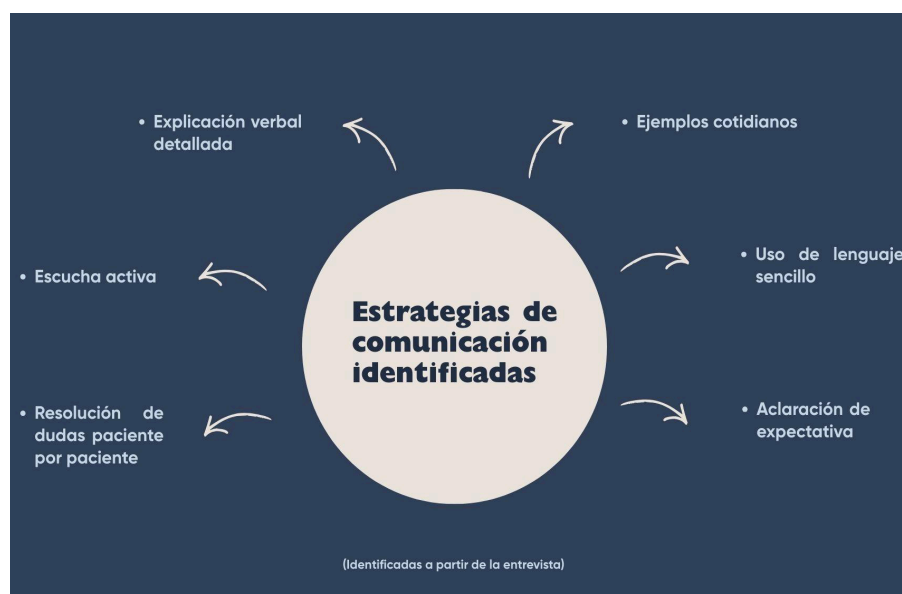 • Explicación verbal
detallada
• Ejemplos cotidianos
• Escucha activa
• Uso de lenguaje
sencillo
Estrategias de
comunicación
identificadas
• Resolución de
dudas paciente
por paciente
• Aclaración de
expectativa
(Identificadas a partir de la entrevista)